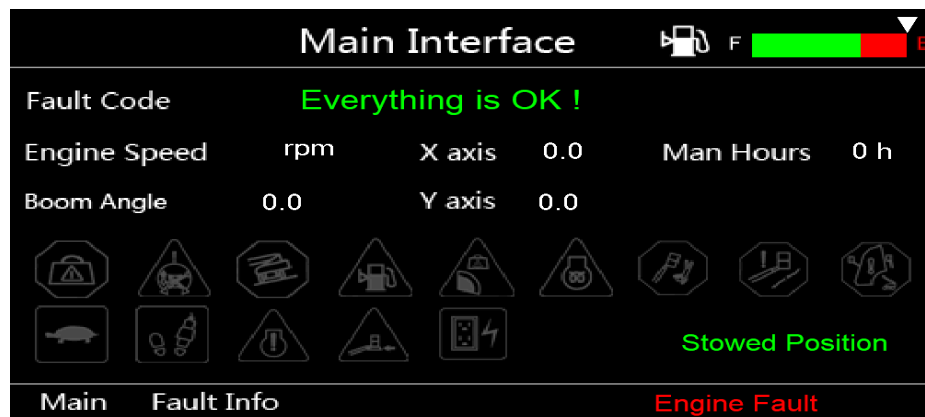 Main Interface F E
Fault Code Everything is OK !
Engine Speed rpm X axis 0.0 Man Hours 0 h
Boom Angle 0.0 Y axis 0.0
Stowed Position
Main Fault Info Engine Fault